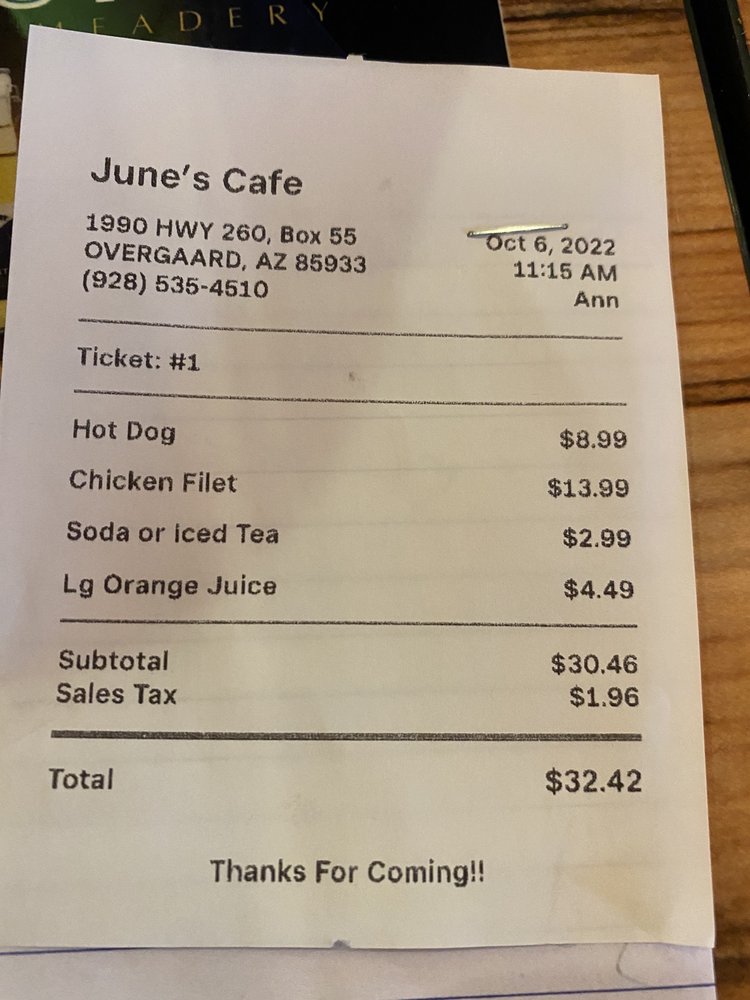 MEADERY
June's Cafe
1990 HWY 260, Box 55
OVERGAARD, AZ 85933
(928) 535-4510
Oct 6, 2022
11:15 AM
Ann
Ticket: #1
Hot Dog $8.99
Chicken Filet $13.99
Soda or Iced Tea $2.99
Lg Orange Juice $4.49
Subtotal $30.46
Sales Tax $1.96
Total $32.42
Thanks For Coming!!